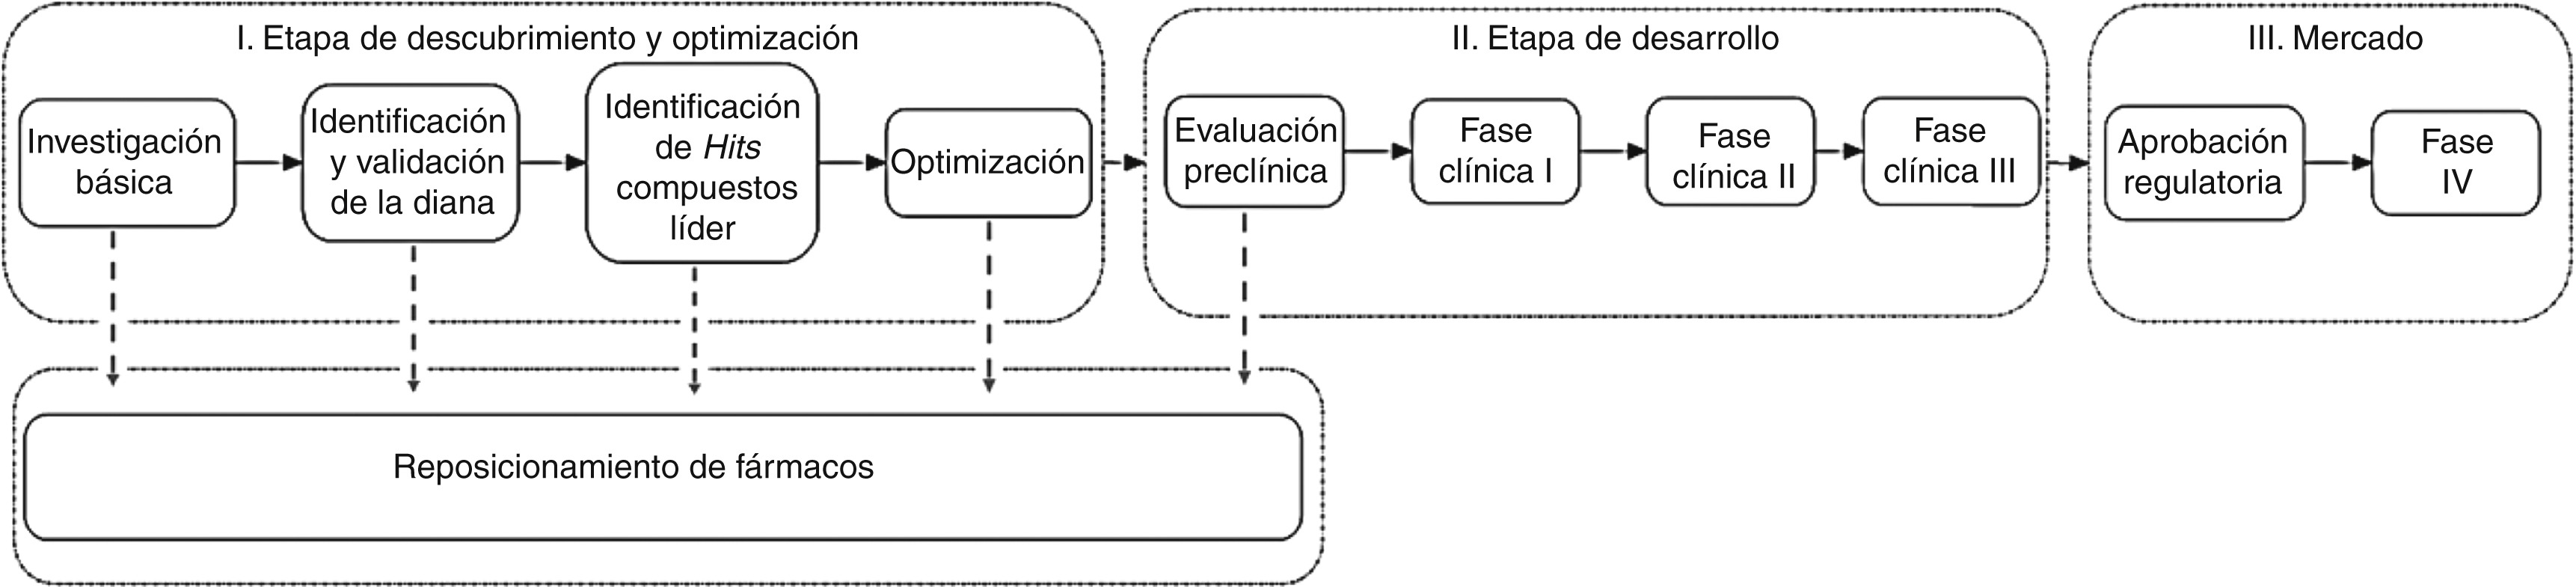 I. Etapa de descubrimiento y optimización
Investigación
básica
Identificación
y validación
de la diana
Identificación
de Hits
compuestos
líder
Optimización
II. Etapa de desarrollo
Evaluación
preclínica
Fase
clínica I
Fase
clínica II
Fase
clínica III
III. Mercado
Aprobación
regulatoria
Fase
IV
Reposicionamiento de fármacos